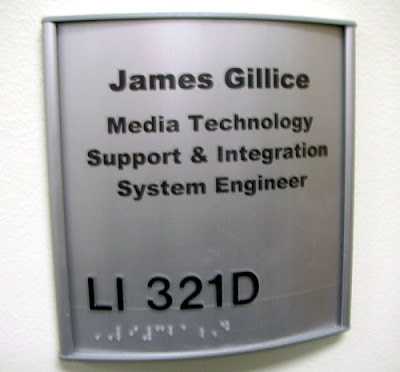 James Gillice
Media Technology
Support & Integration
System Engineer
LI 321D